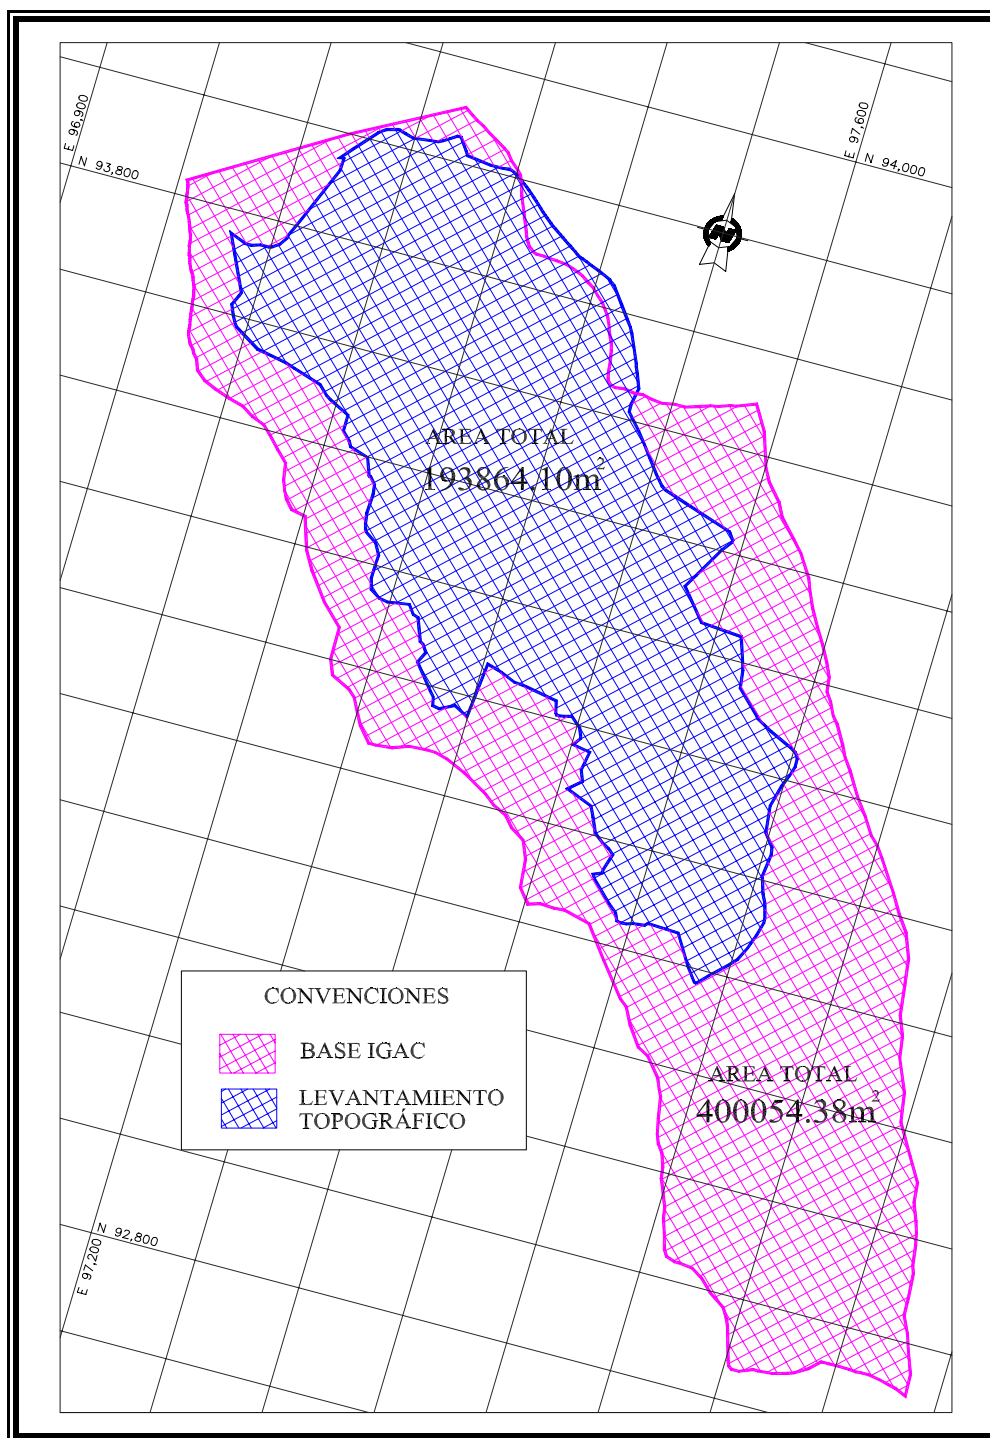 E 96,900
N 93,800
E 97,600
N 94,000
N
AREA TOTAL
193864.10m²
CONVENCIONES
BASE IGAC
LEVANTAMIENTO
TOPOGRÁFICO
AREA TOTAL
400054.38m²
N 92,800
E 97,200